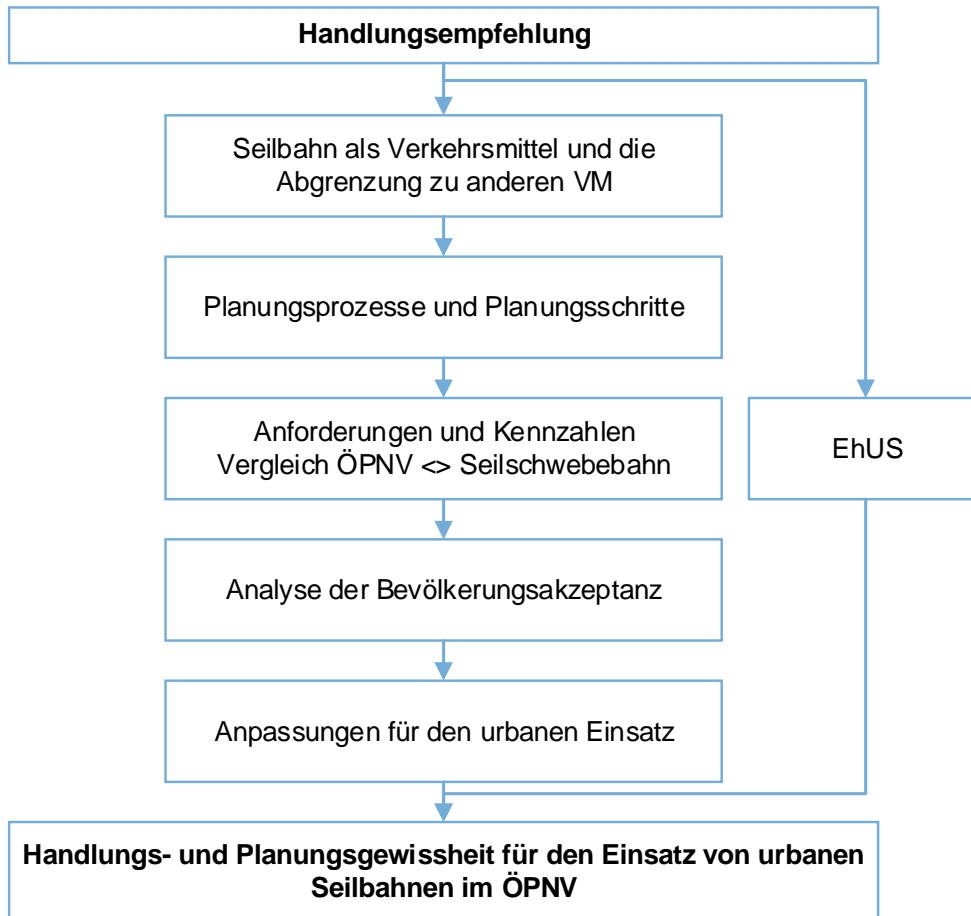 Handlungsempfehlung
Seilbahn als Verkehrsmittel und die
Abgrenzung zu anderen VM
Planungsprozesse und Planungsschritte
Anforderungen und Kennzahlen
Vergleich ÖPNV <> Seilschwebebahn
EhUS
Analyse der Bevölkerungsakzeptanz
Anpassungen für den urbanen Einsatz
Handlungs- und Planungsgewissheit für den Einsatz von urbanen
Seilbahnen im ÖPNV